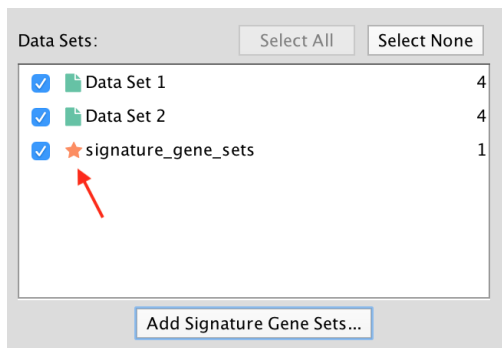 Data Sets: Select All Select None
Data Set 1 4
Data Set 2 4
signature_gene_sets 1
Add Signature Gene Sets...